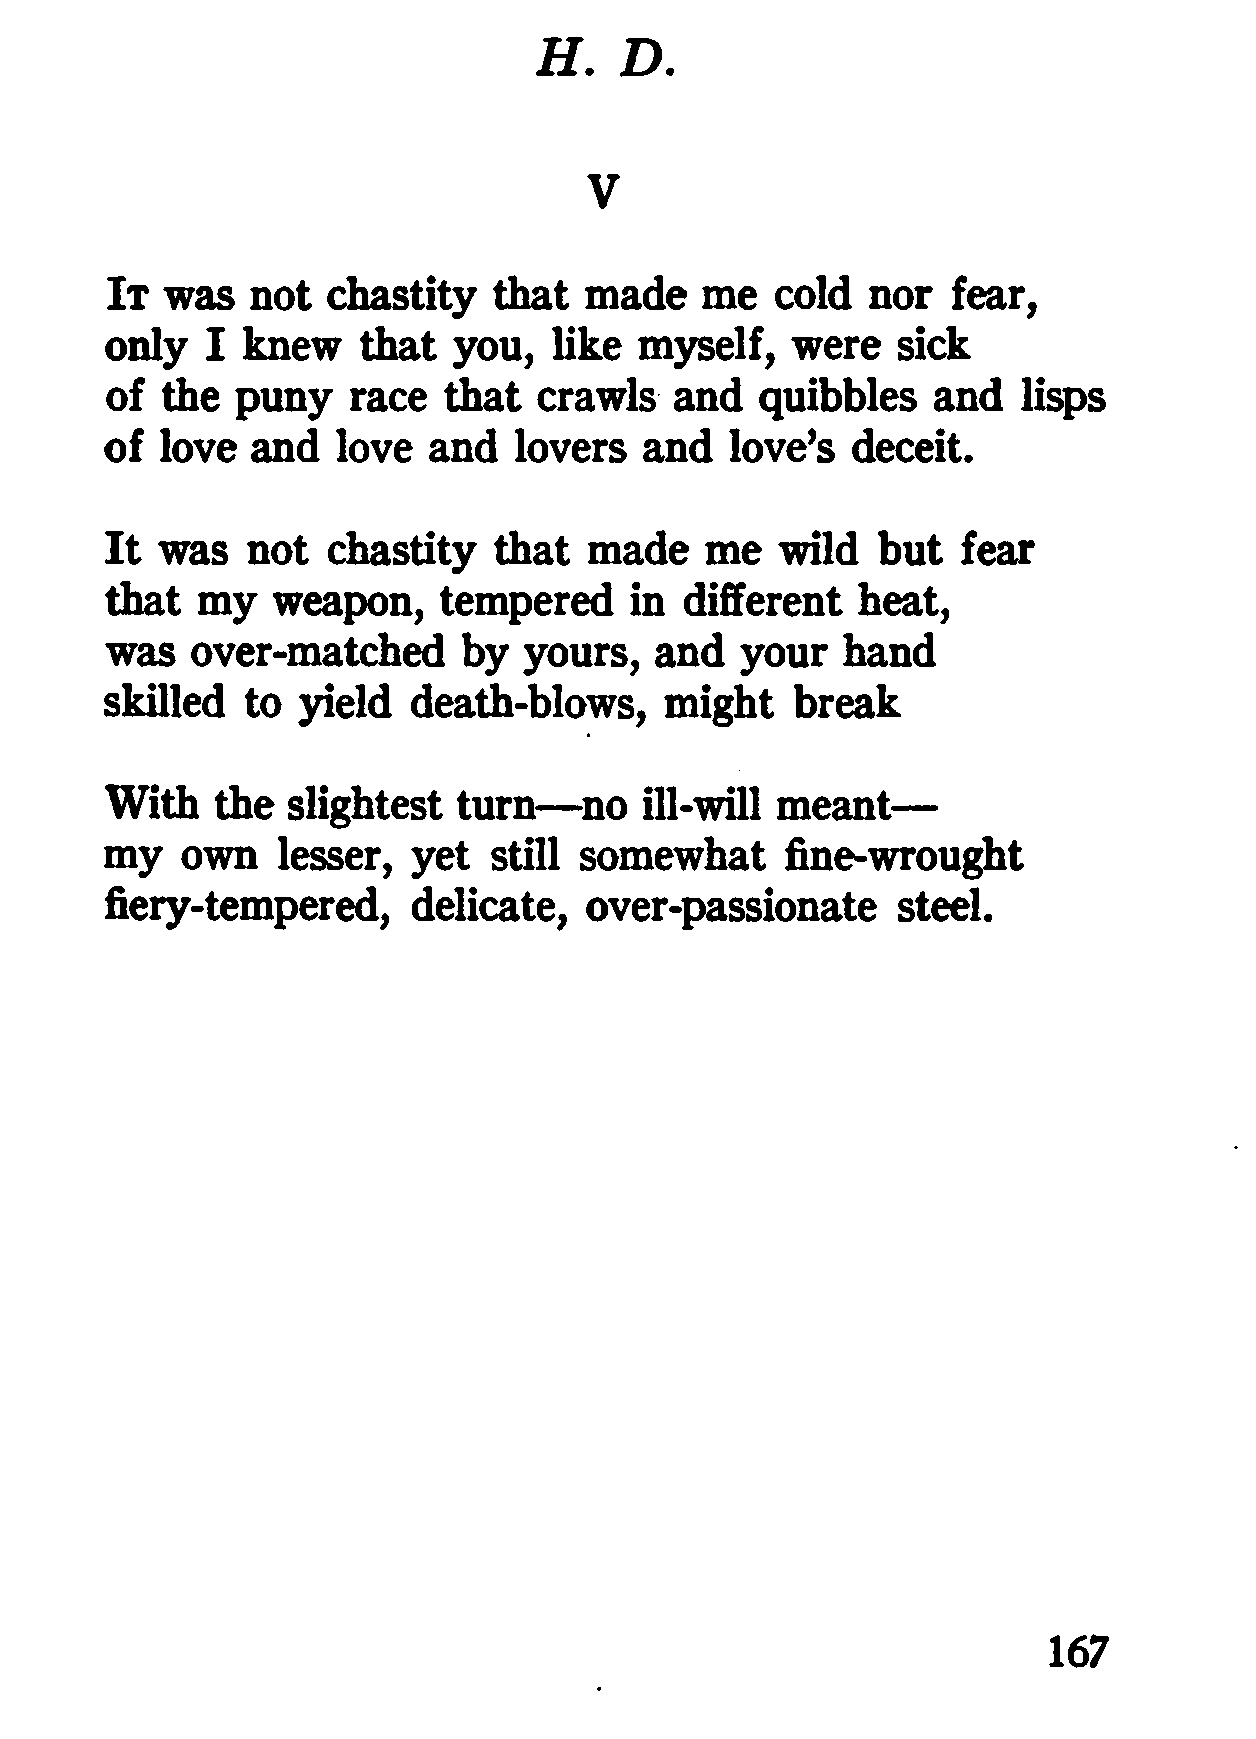 H. D.
V
IT was not chastity that made me cold nor fear,
only I knew that you, like myself, were sick
of the puny race that crawls and quibbles and lisps
of love and love and lovers and love's deceit.
It was not chastity that made me wild but fear
that my weapon, tempered in different heat,
was over-matched by yours, and your hand
skilled to yield death-blows, might break
With the slightest turn—no ill-will meant—
my own lesser, yet still somewhat fine-wrought
fiery-tempered, delicate, over-passionate steel.
167